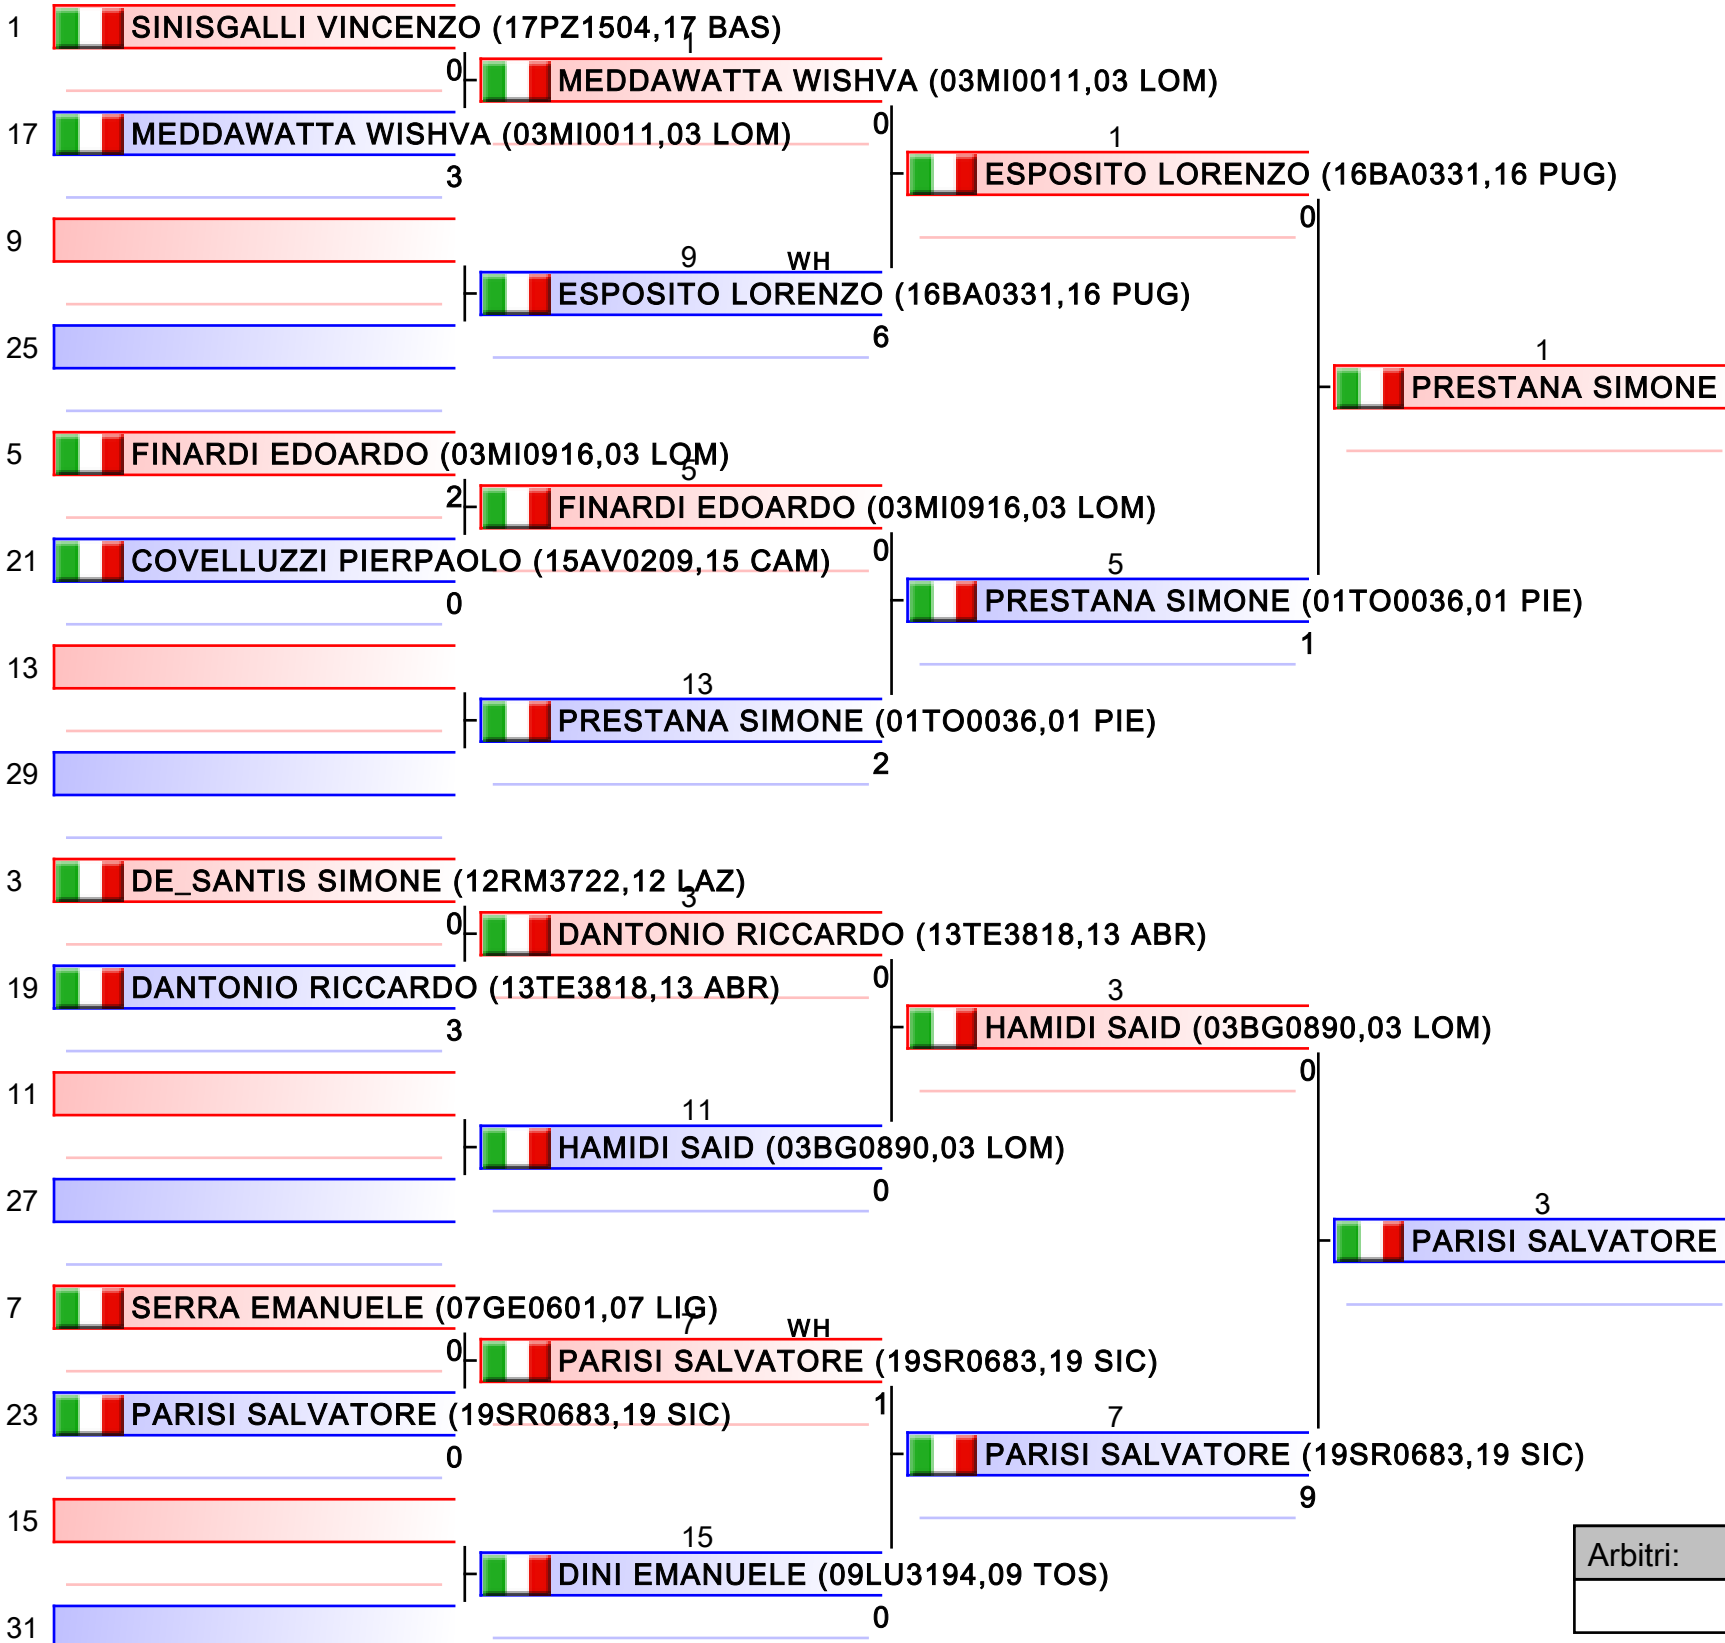 1 SINISGALLI VINCENZO (17PZ1504,17 BAS)
1
0 MEDDAWATTA WISHVA (03MI0011,03 LOM)
17 MEDDAWATTA WISHVA (03MI0011,03 LOM) 0 1
3 ESPOSITO LORENZO (16BA0331,16 PUG)
0
9
9 WH
ESPOSITO LORENZO (16BA0331,16 PUG)
25 6 1
PRESTANA SIMONE
5 FINARDI EDOARDO (03MI0916,03 LOM)
5
2 FINARDI EDOARDO (03MI0916,03 LOM)
21 COVELLUZZI PIERPAOLO (15AV0209,15 CAM) 0 5
0 PRESTANA SIMONE (01TO0036,01 PIE)
1
13
13
PRESTANA SIMONE (01TO0036,01 PIE)
29 2
3 DE_SANTIS SIMONE (12RM3722,12 LAZ)
3
0 DANTONIO RICCARDO (13TE3818,13 ABR)
19 DANTONIO RICCARDO (13TE3818,13 ABR) 0 3
3 HAMIDI SAID (03BG0890,03 LOM)
0
11
11
HAMIDI SAID (03BG0890,03 LOM)
27 0 3
PARISI SALVATORE
7 SERRA EMANUELE (07GE0601,07 LIG)
7 WH
0 PARISI SALVATORE (19SR0683,19 SIC)
23 PARISI SALVATORE (19SR0683,19 SIC) 1 7
0 PARISI SALVATORE (19SR0683,19 SIC)
9
15
15
Arbitri:
DINI EMANUELE (09LU3194,09 TOS)
31 0